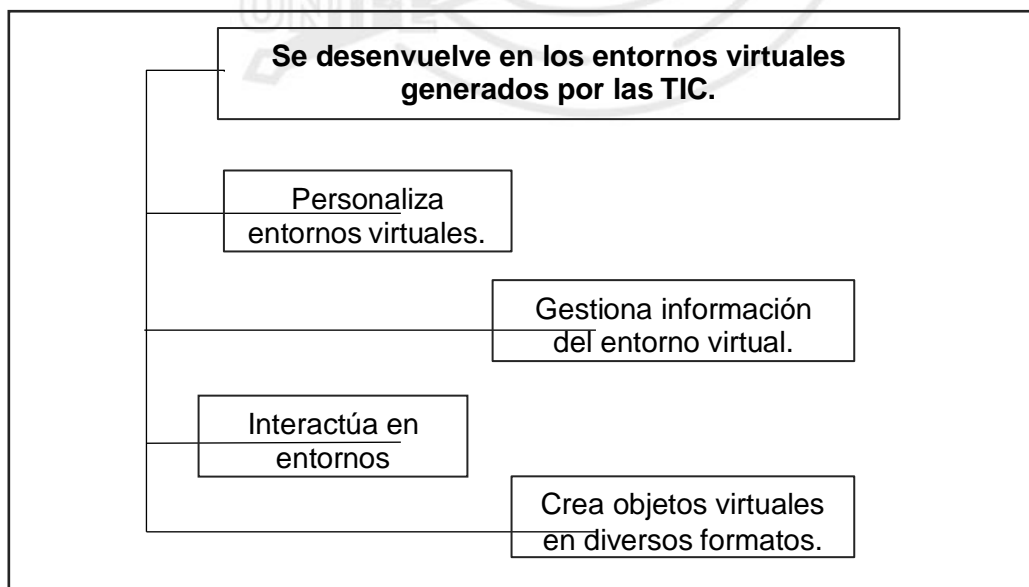 Se desenvuelve en los entornos virtuales
generados por las TIC.
Personaliza
entornos virtuales.
Gestiona información
del entorno virtual.
Interactúa en
entornos
Crea objetos virtuales
en diversos formatos.